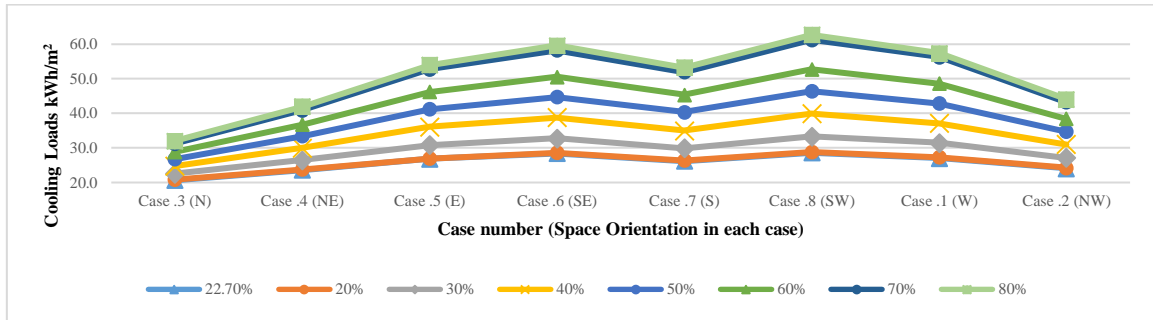 Cooling Loads kWh/m²
60.0
50.0
40.0
30.0
20.0
Case .3 (N) Case .4 (NE) Case .5 (E) Case .6 (SE) Case .7 (S) Case .8 (SW) Case .1 (W) Case .2 (NW)
Case number (Space Orientation in each case)
22.70% 20% 30% 40% 50% 60% 70% 80%